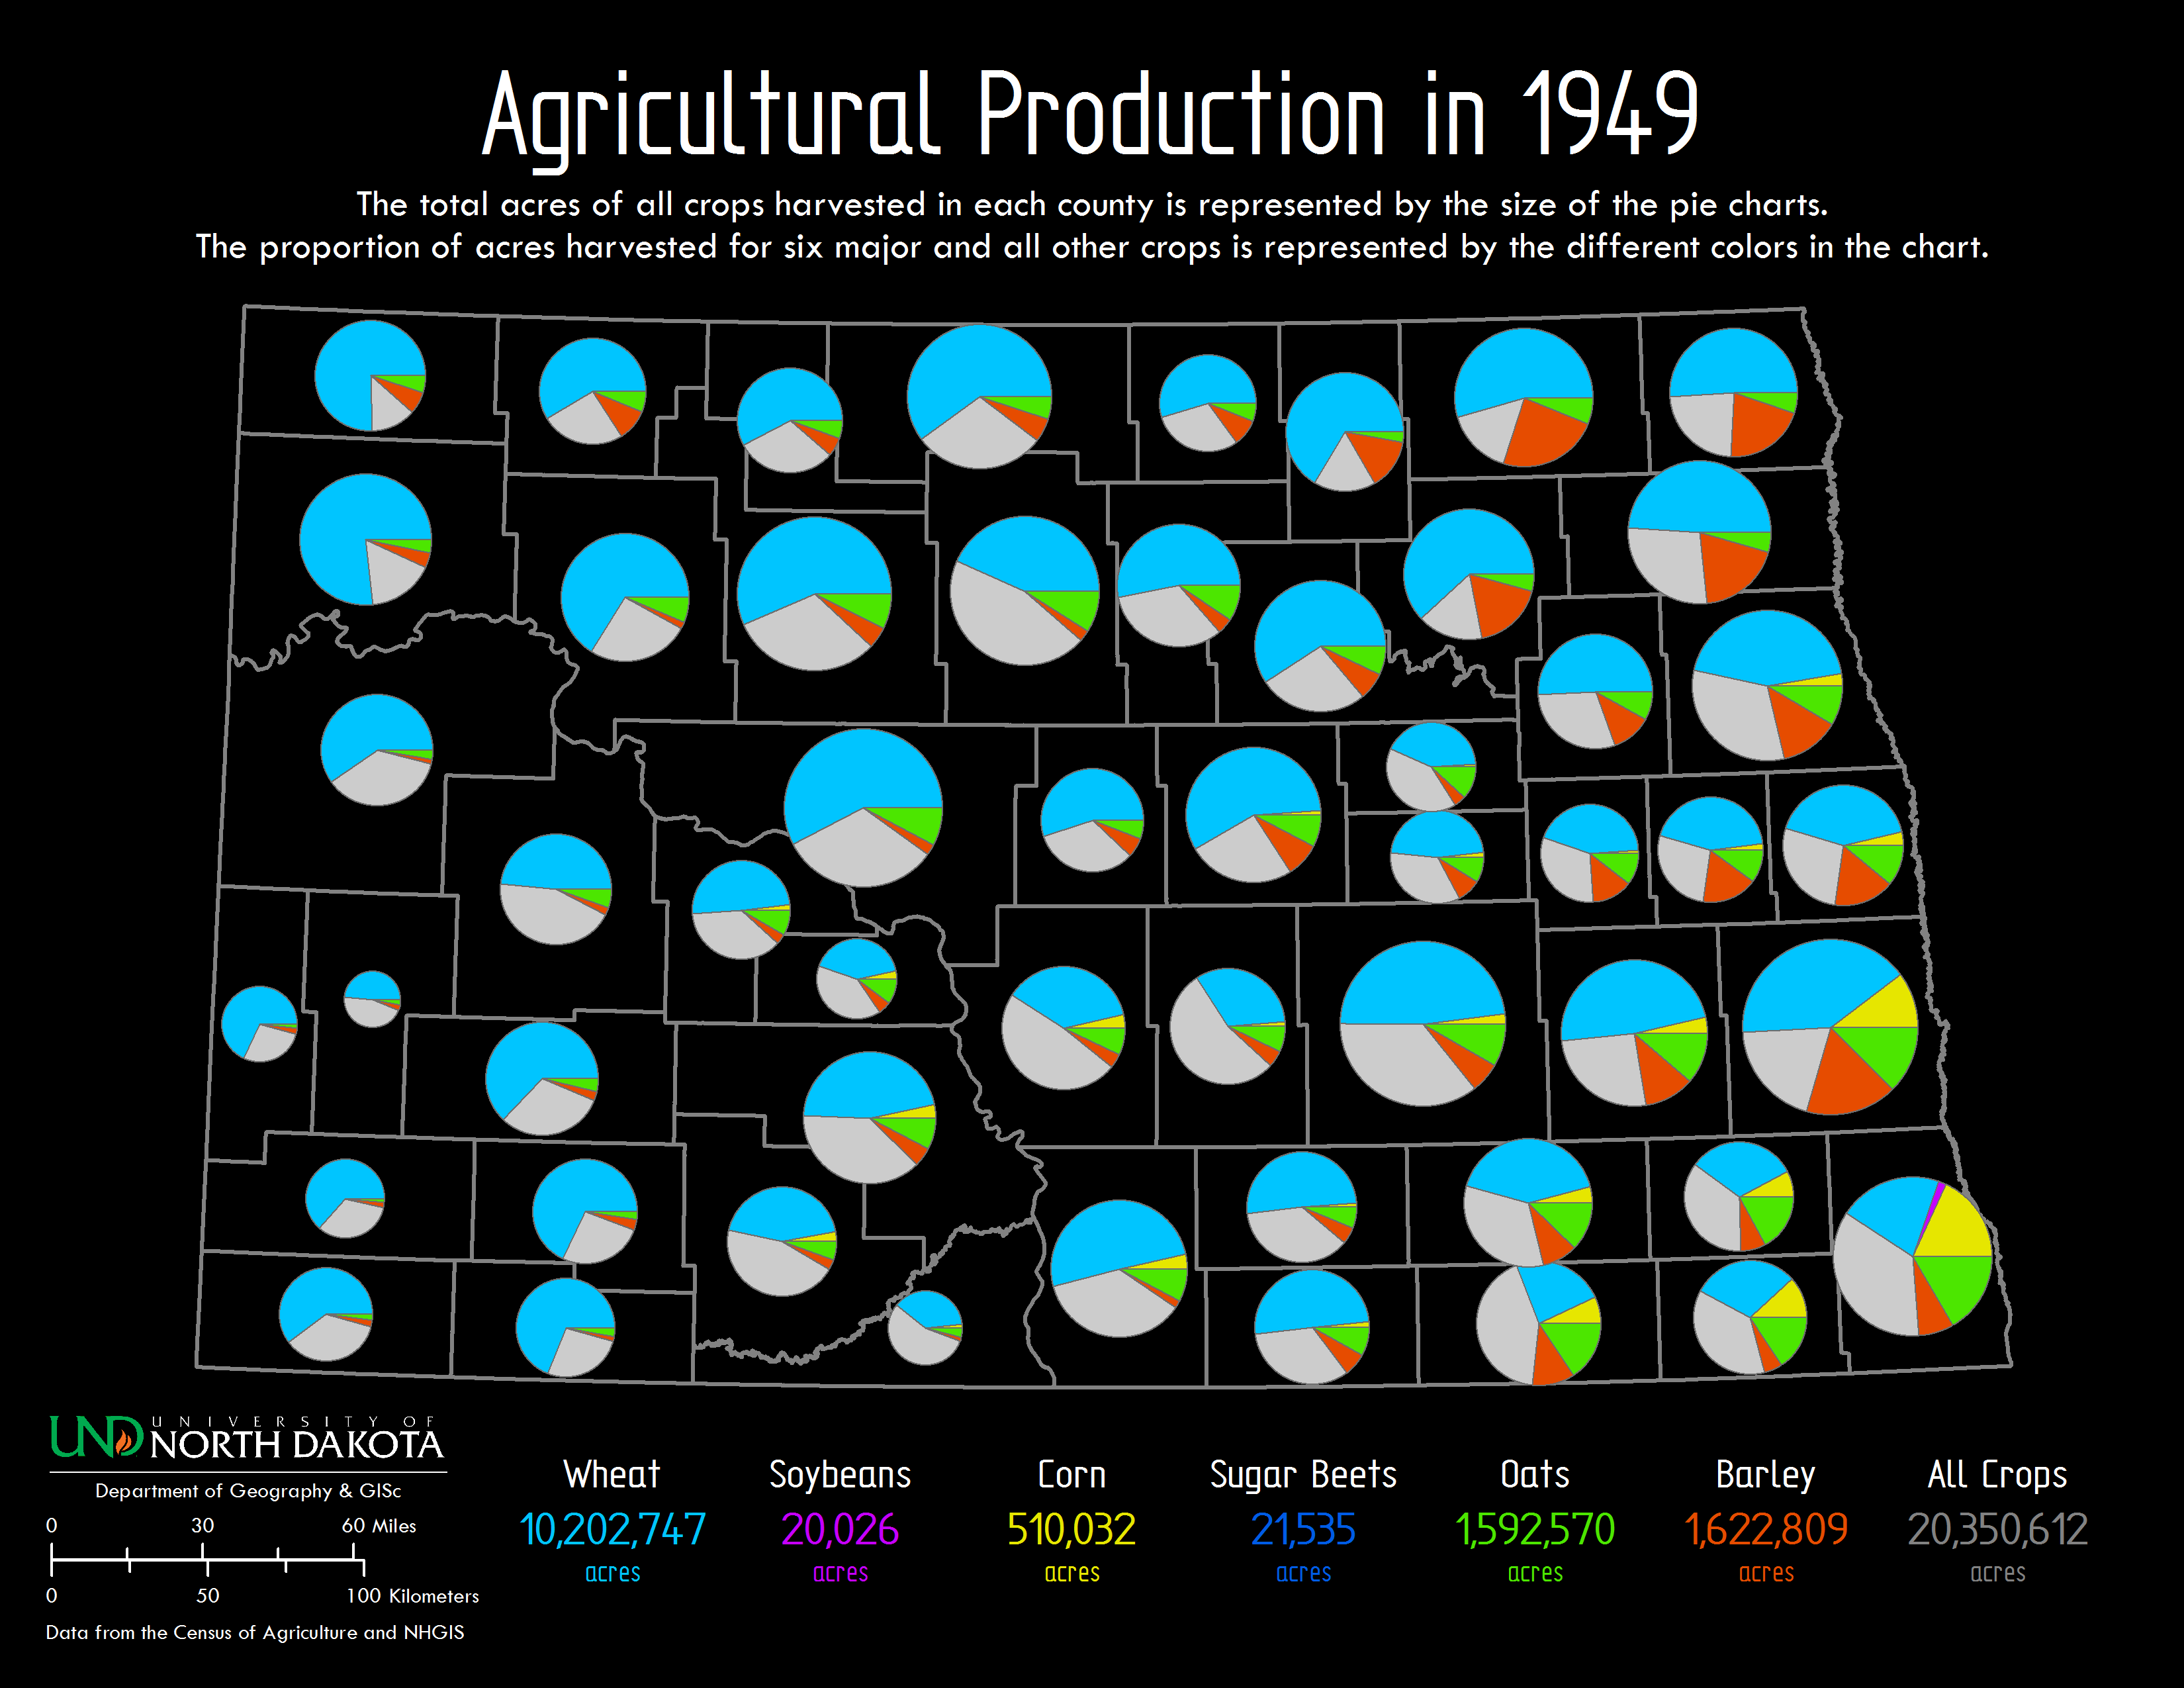 Agricultural Production in 1949
The total acres of all crops harvested in each county is represented by the size of the pie charts.
The proportion of acres harvested for six major and all other crops is represented by the different colors in the chart.
UND UNIVERSITY OF
NORTH DAKOTA
Department of Geography & GISc
0 30 60 Miles
0 50 100 Kilometers
Data from the Census of Agriculture and NHGIS
Wheat
10,202,747
acres
Soybeans
20,026
acres
Corn
510,032
acres
Sugar Beets
21,535
acres
Oats
1,592,570
acres
Barley
1,622,809
acres
All Crops
20,350,612
acres